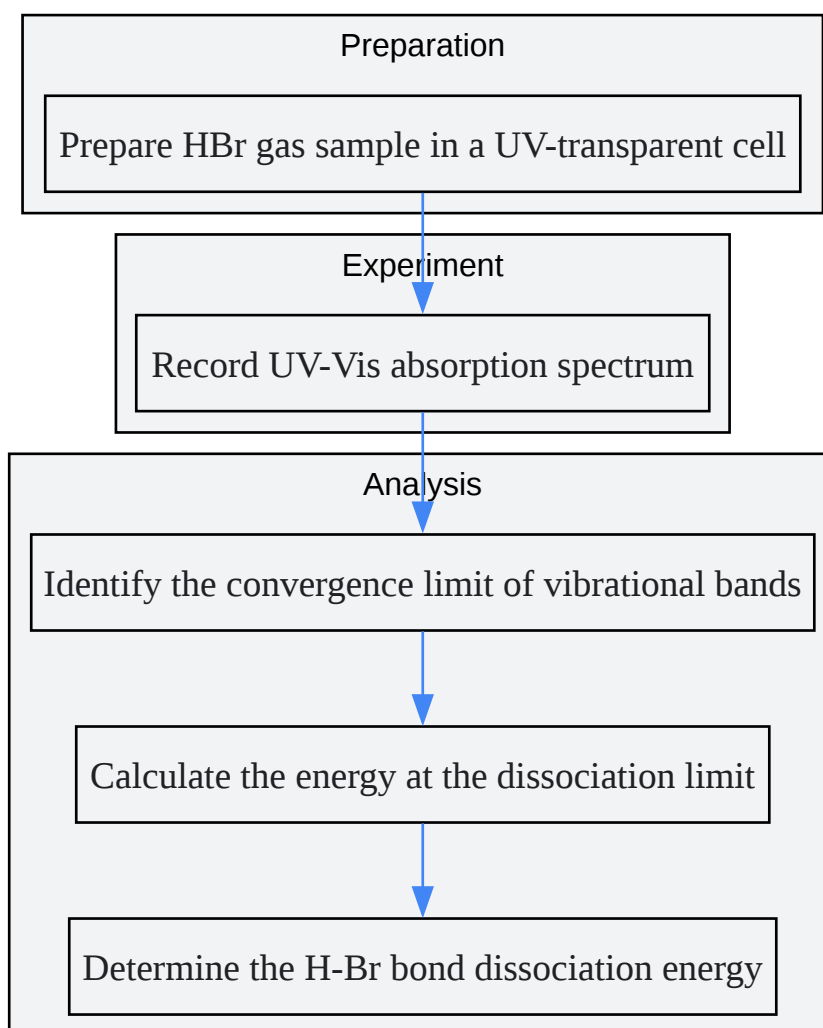 Preparation
Prepare HBr gas sample in a UV-transparent cell
Experiment
Record UV-Vis absorption spectrum
Analysis
Identify the convergence limit of vibrational bands
Calculate the energy at the dissociation limit
Determine the H-Br bond dissociation energy